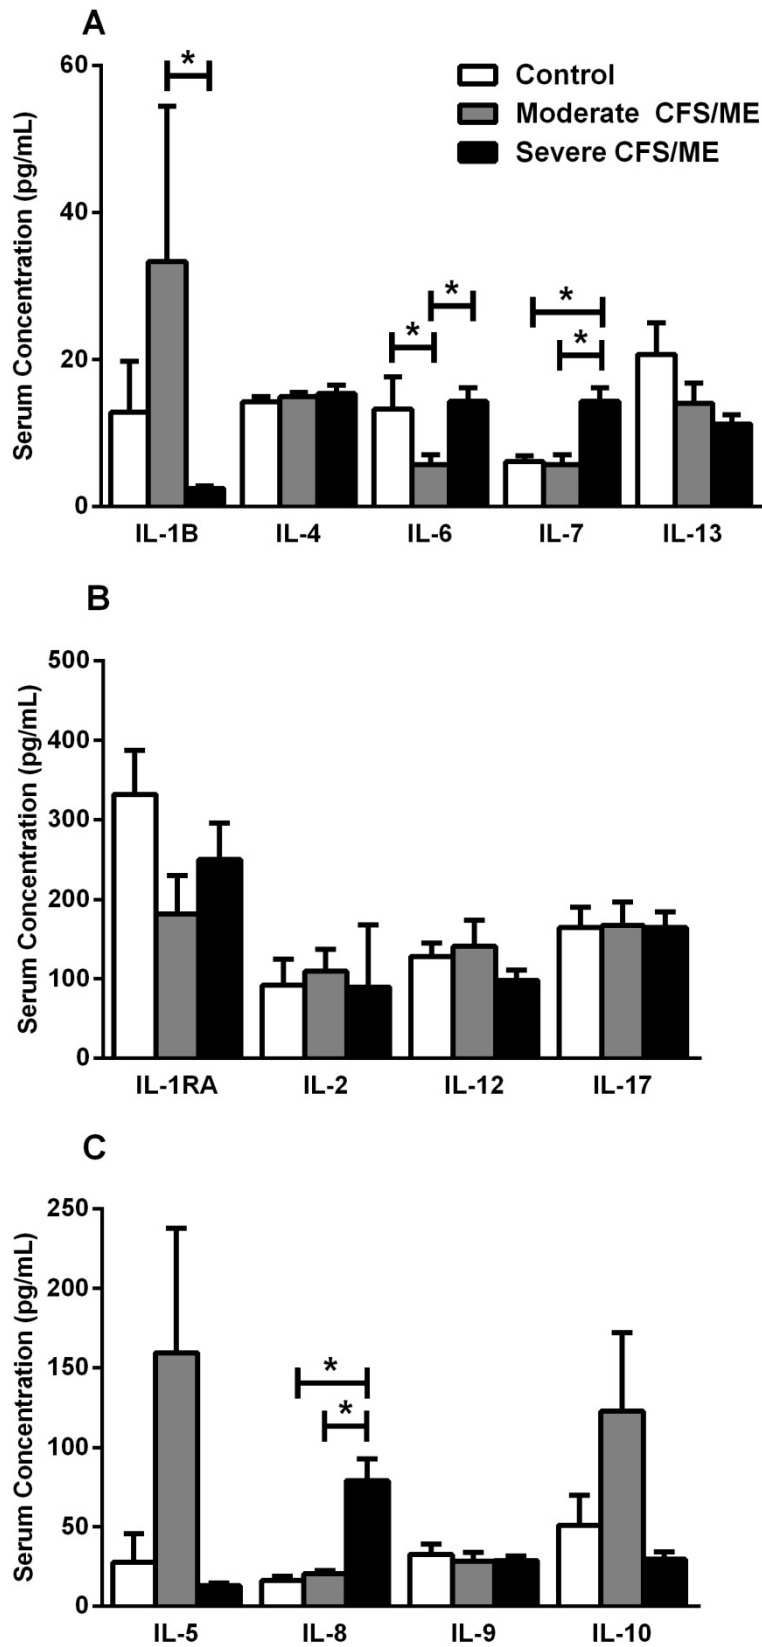 A
*
60
Control
Moderate CFS/ME
Severe CFS/ME
40
*
*
*
*
20
0
Serum Concentration (pg/mL)
IL-1B IL-4 IL-6 IL-7 IL-13
B
500
400
300
200
100
0
Serum Concentration (pg/mL)
IL-1RA IL-2 IL-12 IL-17
C
250
200
150
*
*
100
50
0
Serum Concentration (pg/mL)
IL-5 IL-8 IL-9 IL-10